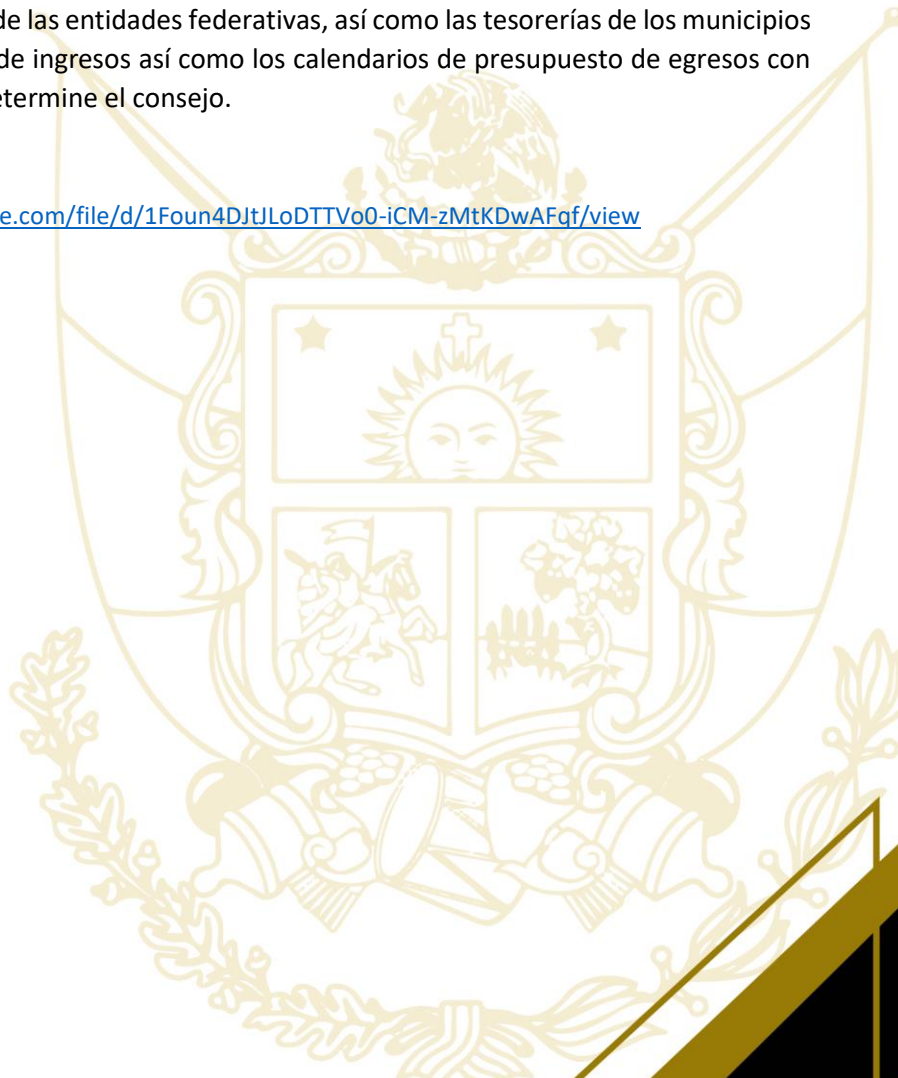 de las entidades federativas, así como las tesorerías de los municipios
de ingresos así como los calendarios de presupuesto de egresos con
etermine el consejo.
e.com/file/d/1Foun4DJtJLoDTTVo0-iCM-zMtKDwAFqf/view